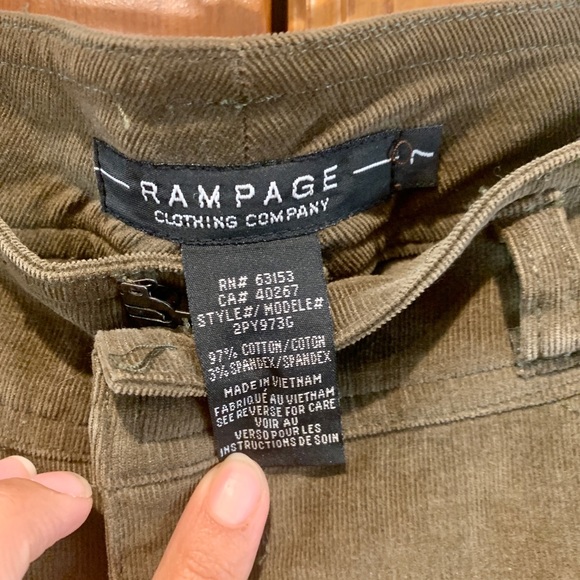 RAMPAGE
CLOTHING COMPANY
7
RN# 63153
CA# 40267
STYLE#/ MODELE#
2PY973G
97% COTTON/COTON
3% SPANDEX/SPANDEX
MADE IN VIETNAM
FABRIQUÉ AU VIETNAM
SEE REVERSE FOR CARE
VOIR AU
VERSO POUR LES
INSTRUCTIONS DE SOIN